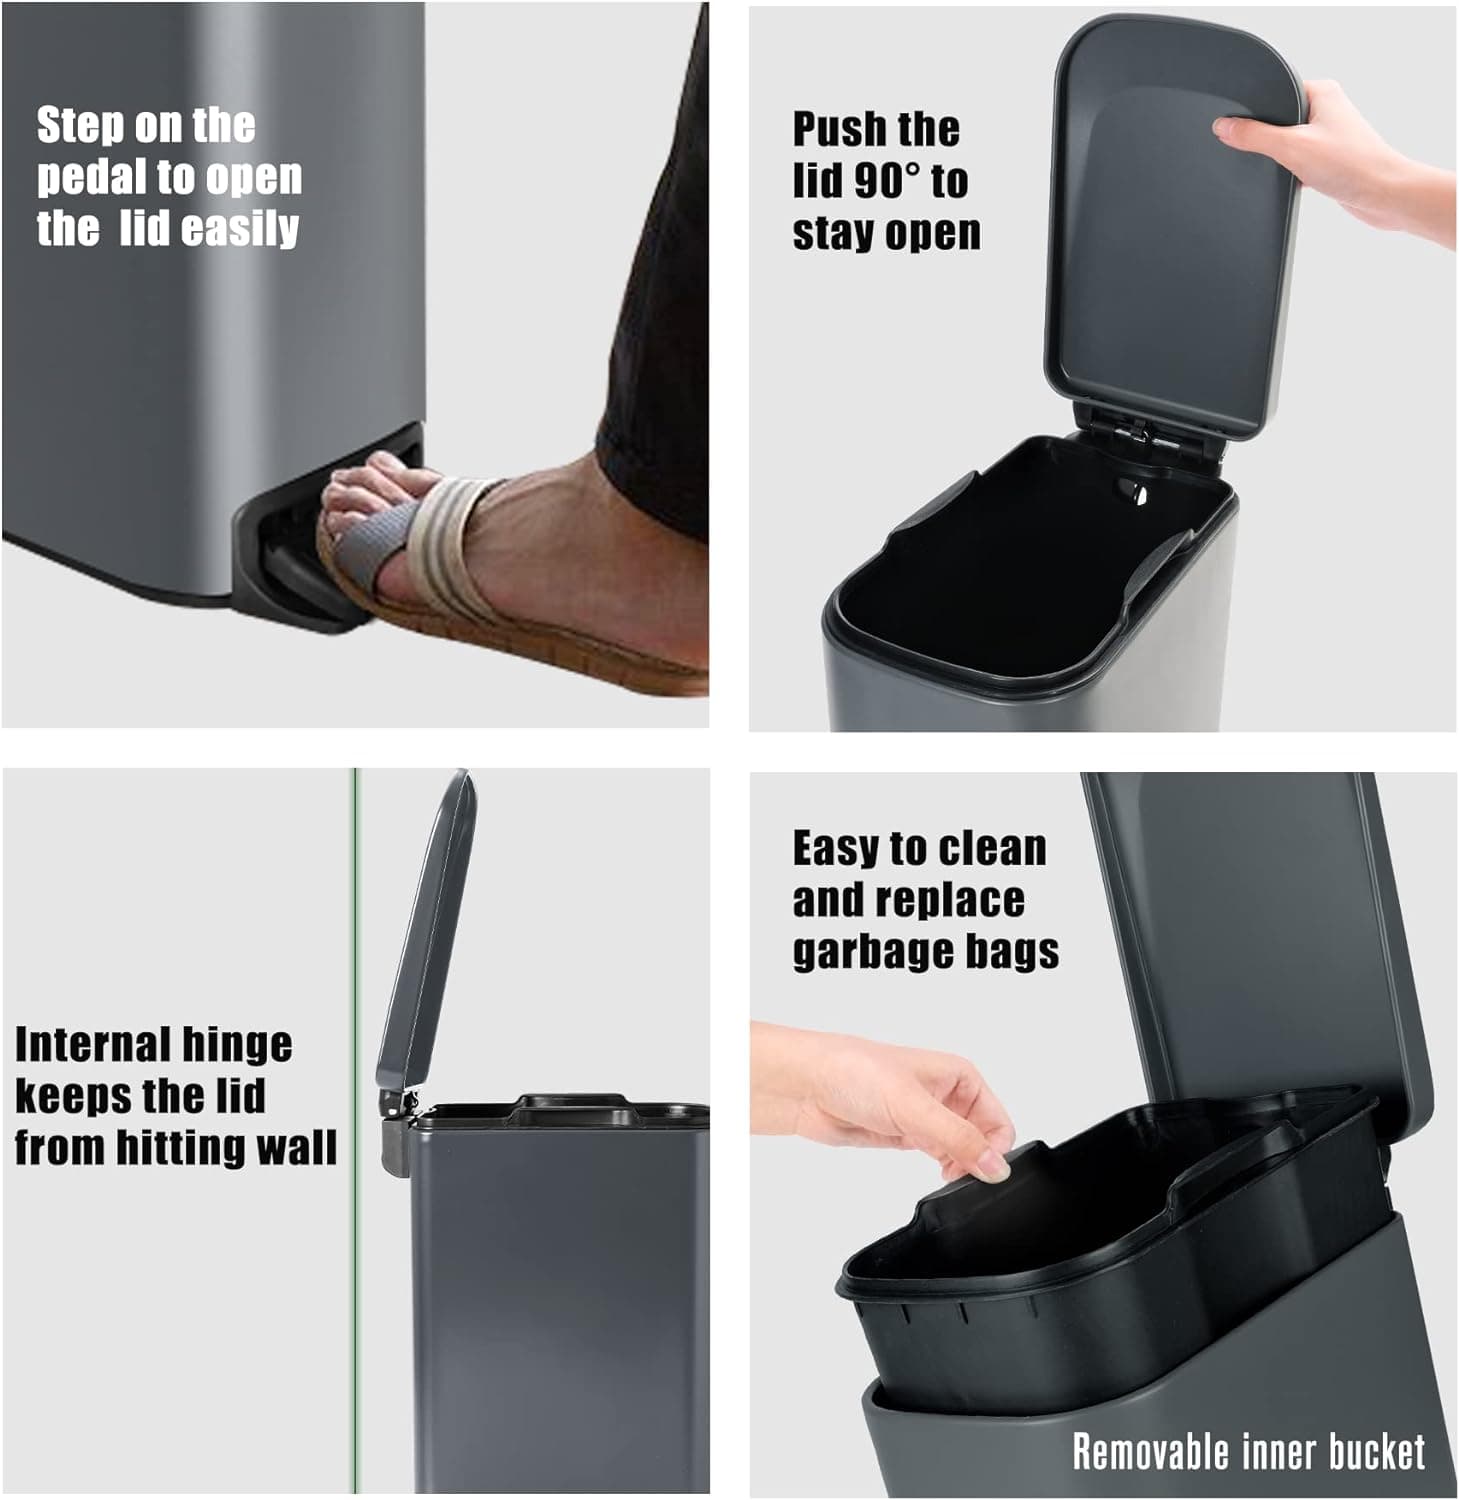 Step on the
pedal to open
the lid easily
Push the
lid 90° to
stay open
Internal hinge
keeps the lid
from hitting wall
Easy to clean
and replace
garbage bags
Removable inner bucket